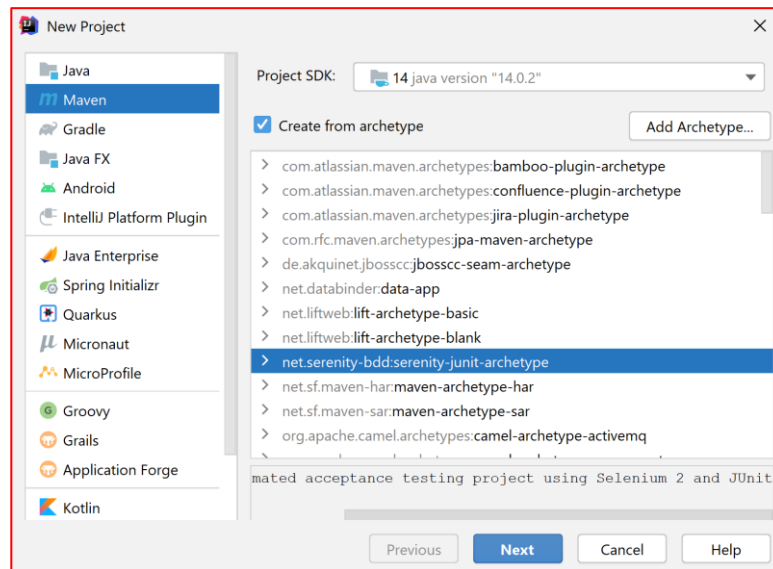 New Project
Java
Maven
Gradle
Java FX
Android
IntelliJ Platform Plugin
Java Enterprise
Spring Initializr
Quarkus
Micronaut
MicroProfile
Groovy
Grails
Application Forge
Kotlin
Project SDK: 14 java version "14.0.2"
Create from archetype
Add Archetype...
com.atlassian.maven.archetypes:bamboo-plugin-archetype
com.atlassian.maven.archetypes:confluence-plugin-archetype
com.atlassian.maven.archetypes:jira-plugin-archetype
com.rfc.maven.archetypes:jpa-maven-archetype
de.akquinet.jbosscc:jbosscc-seam-archetype
net.databinder:data-app
net.liftweb:lift-archetype-basic
net.liftweb:lift-archetype-blank
net.serenity-bdd:serenity-junit-archetype
net.sf.maven-har:maven-archetype-har
net.sf.maven-sar:maven-archetype-sar
org.apache.camel.archetypes:camel-archetype-activemq
mated acceptance testing project using Selenium 2 and JUnit
Previous
Next
Cancel
Help